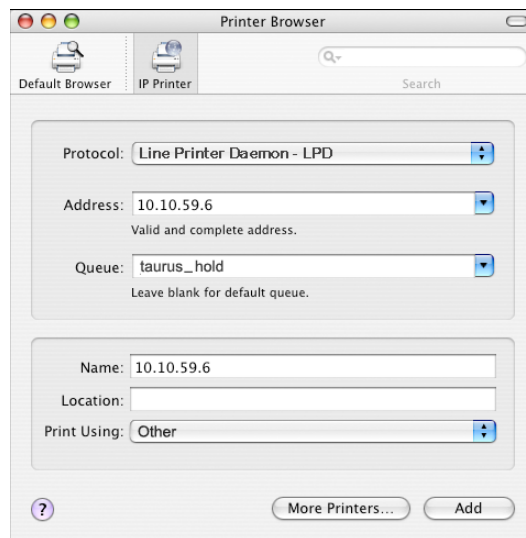 Printer Browser
Default Browser
IP Printer
Search
Protocol: Line Printer Daemon - LPD
Address: 10.10.59.6
Valid and complete address.
Queue: taurus_hold
Leave blank for default queue.
Name: 10.10.59.6
Location:
Print Using: Other
? More Printers... Add